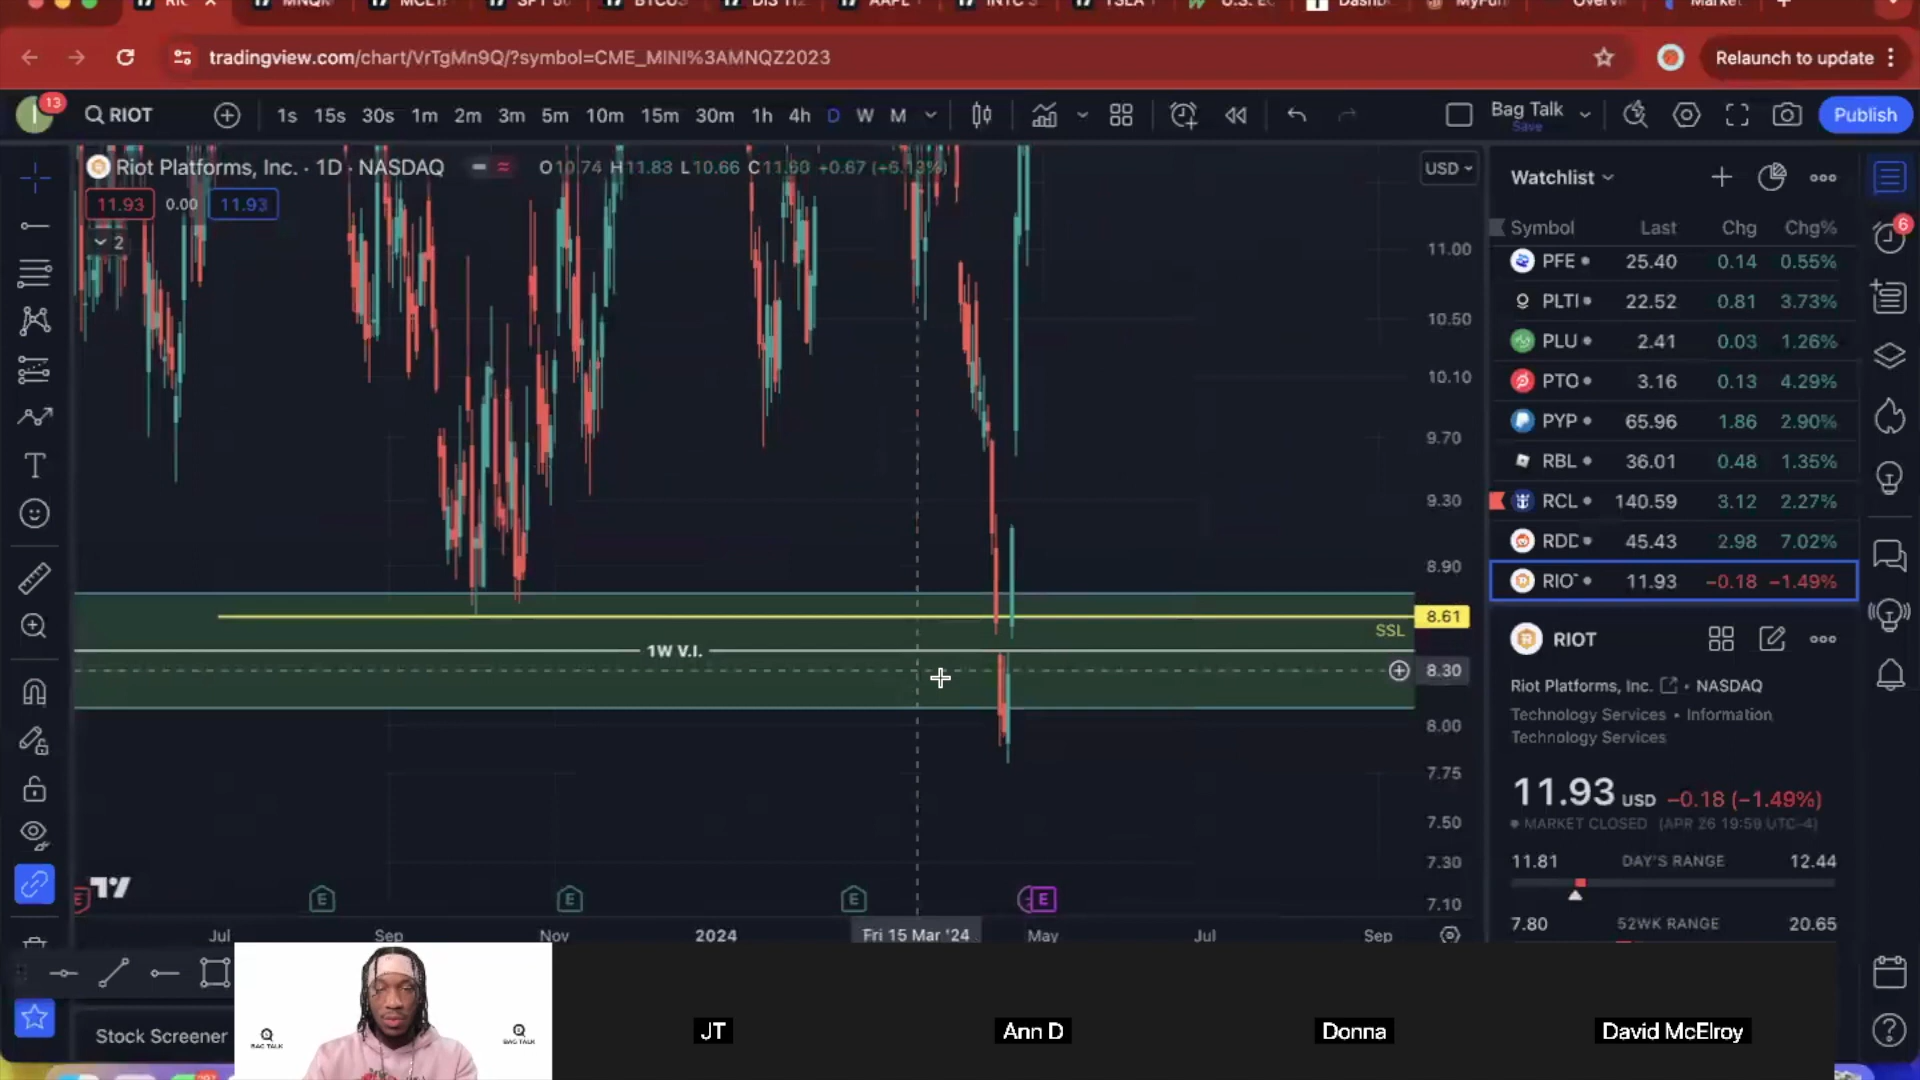 tradingview.com/chart/VrTgMn9Q/?symbol=CME_MINI%3AMNQZ2023
Relaunch to update
13
RIOT
1s 15s 30s 1m 2m 3m 5m 10m 15m 30m 1h 4h D W M
Bag Talk
Save
Publish
Riot Platforms, Inc. · 1D · NASDAQ
O10.74 H11.83 L10.66 C11.60 +0.67 (+6.13%)
USD
11.93 0.00 11.93
2
11.00
10.50
10.10
9.70
9.30
8.90
8.61
SSL
1W V.I.
8.30
8.00
7.75
7.50
7.30
7.10
E E E E
Jul Sep Nov 2024 Fri 15 Mar '24 May Jul Sep
Watchlist
6
Symbol Last Chg Chg%
PFE 25.40 0.14 0.55%
PLTI 22.52 0.81 3.73%
PLU 2.41 0.03 1.26%
PTO 3.16 0.13 4.29%
PYP 65.96 1.86 2.90%
RBL 36.01 0.48 1.35%
RCL 140.59 3.12 2.27%
RDD 45.43 2.98 7.02%
RIO 11.93 −0.18 −1.49%
RIOT
Riot Platforms, Inc. • NASDAQ
Technology Services • Information
Technology Services
11.93 USD −0.18 (−1.49%)
MARKET CLOSED (APR 26 19:59 UTC-4)
11.81 DAY'S RANGE 12.44
7.80 52WK RANGE 20.65
Stock Screener
BAG TALK
BAG TALK
JT
Ann D
Donna
David McElroy